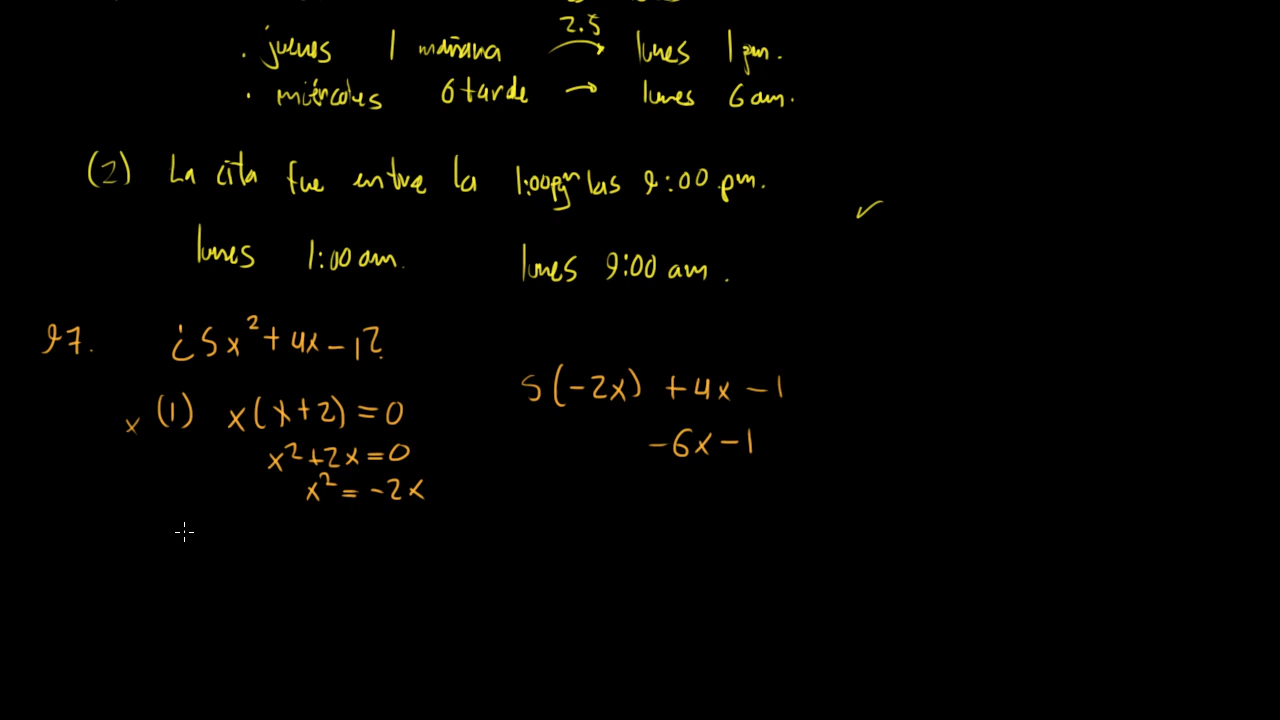 2.5
. jueves 1 mañana → lunes 1 pm.
. miércoles 6 tarde → lunes 6 am.
(2) La cita fue entre la 1:00pm y las 9:00 pm. ✓
lunes 1:00 am. lunes 9:00 am.
97. ¿5x² + 4x - 1?
x (1) x(x+2) = 0
5(-2x) + 4x - 1
x² + 2x = 0
-6x - 1
x² = -2x